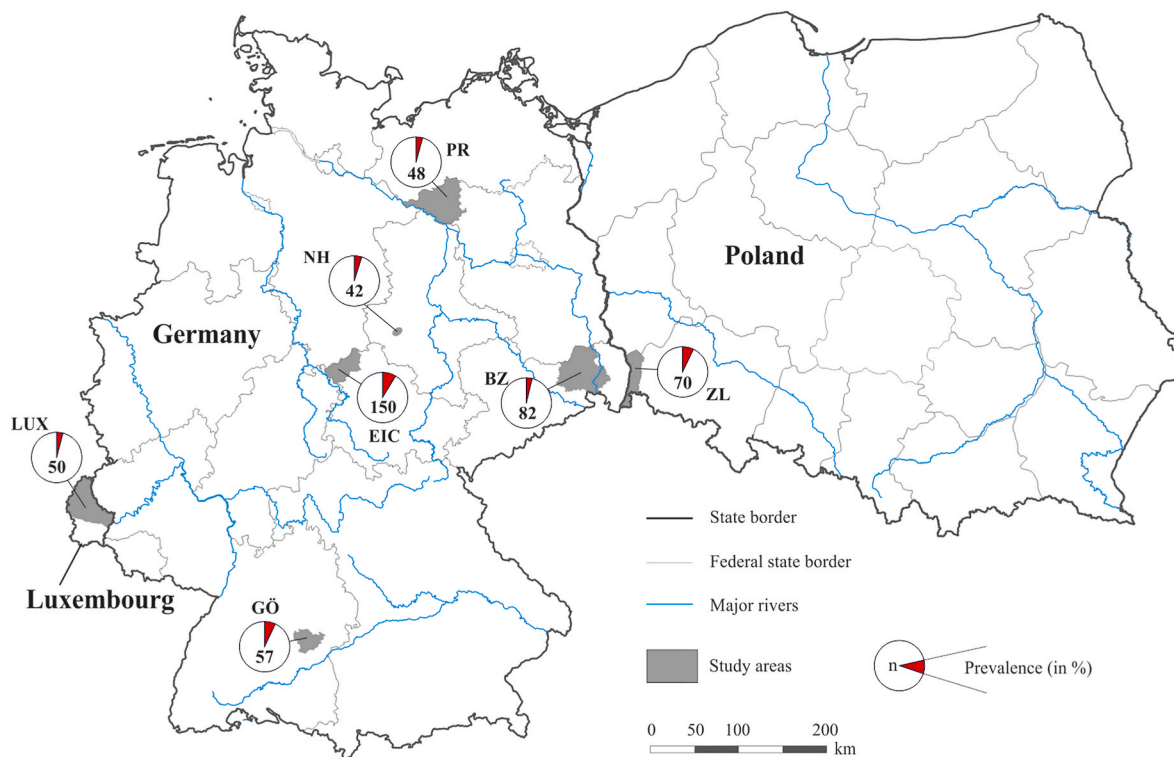 PR
48
NH
42
Poland
Germany
BZ
82
70
ZL
150
EIC
LUX
50
Luxembourg
GÖ
57
State border
Federal state border
Major rivers
Study areas
n
Prevalence (in %)
0 50 100 200
km